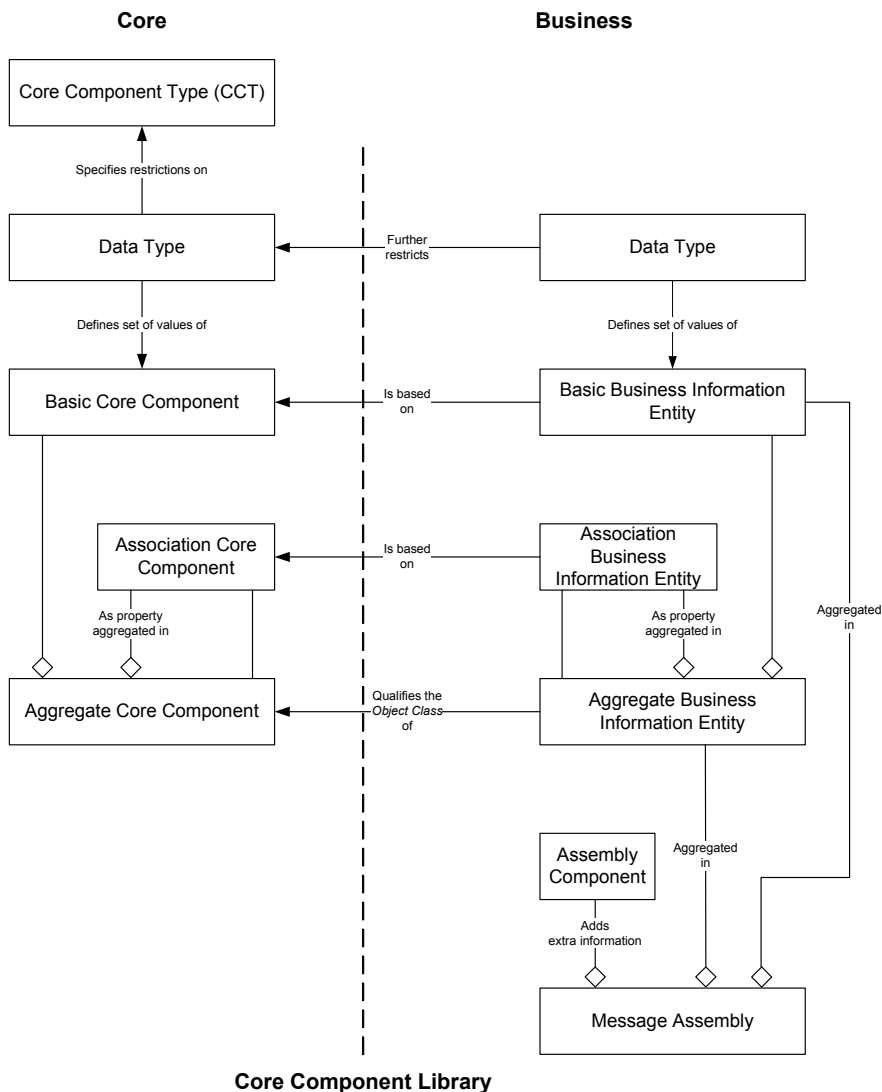 Core
Business
Core Component Type (CCT)
Specifies restrictions on
Data Type
Further
restricts
Data Type
Defines set of values of
Defines set of values of
Basic Core Component
Is based
on
Basic Business Information
Entity
Association Core
Component
Is based
on
Association
Business
Information Entity
As property
aggregated in
As property
aggregated in
Aggregated
in
Aggregate Core Component
Qualifies the
Object Class
of
Aggregate Business
Information Entity
Assembly
Component
Aggregated
in
Adds
extra information
Message Assembly
Core Component Library